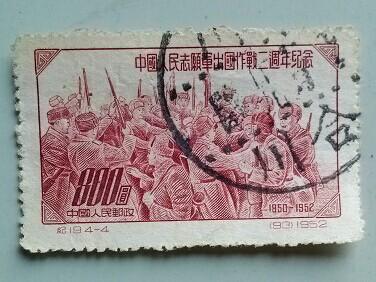 中國人民志願軍出國作戰二週年紀念
800圓
中國人民郵政
1950-1952
紀19.4-4
(93)1952